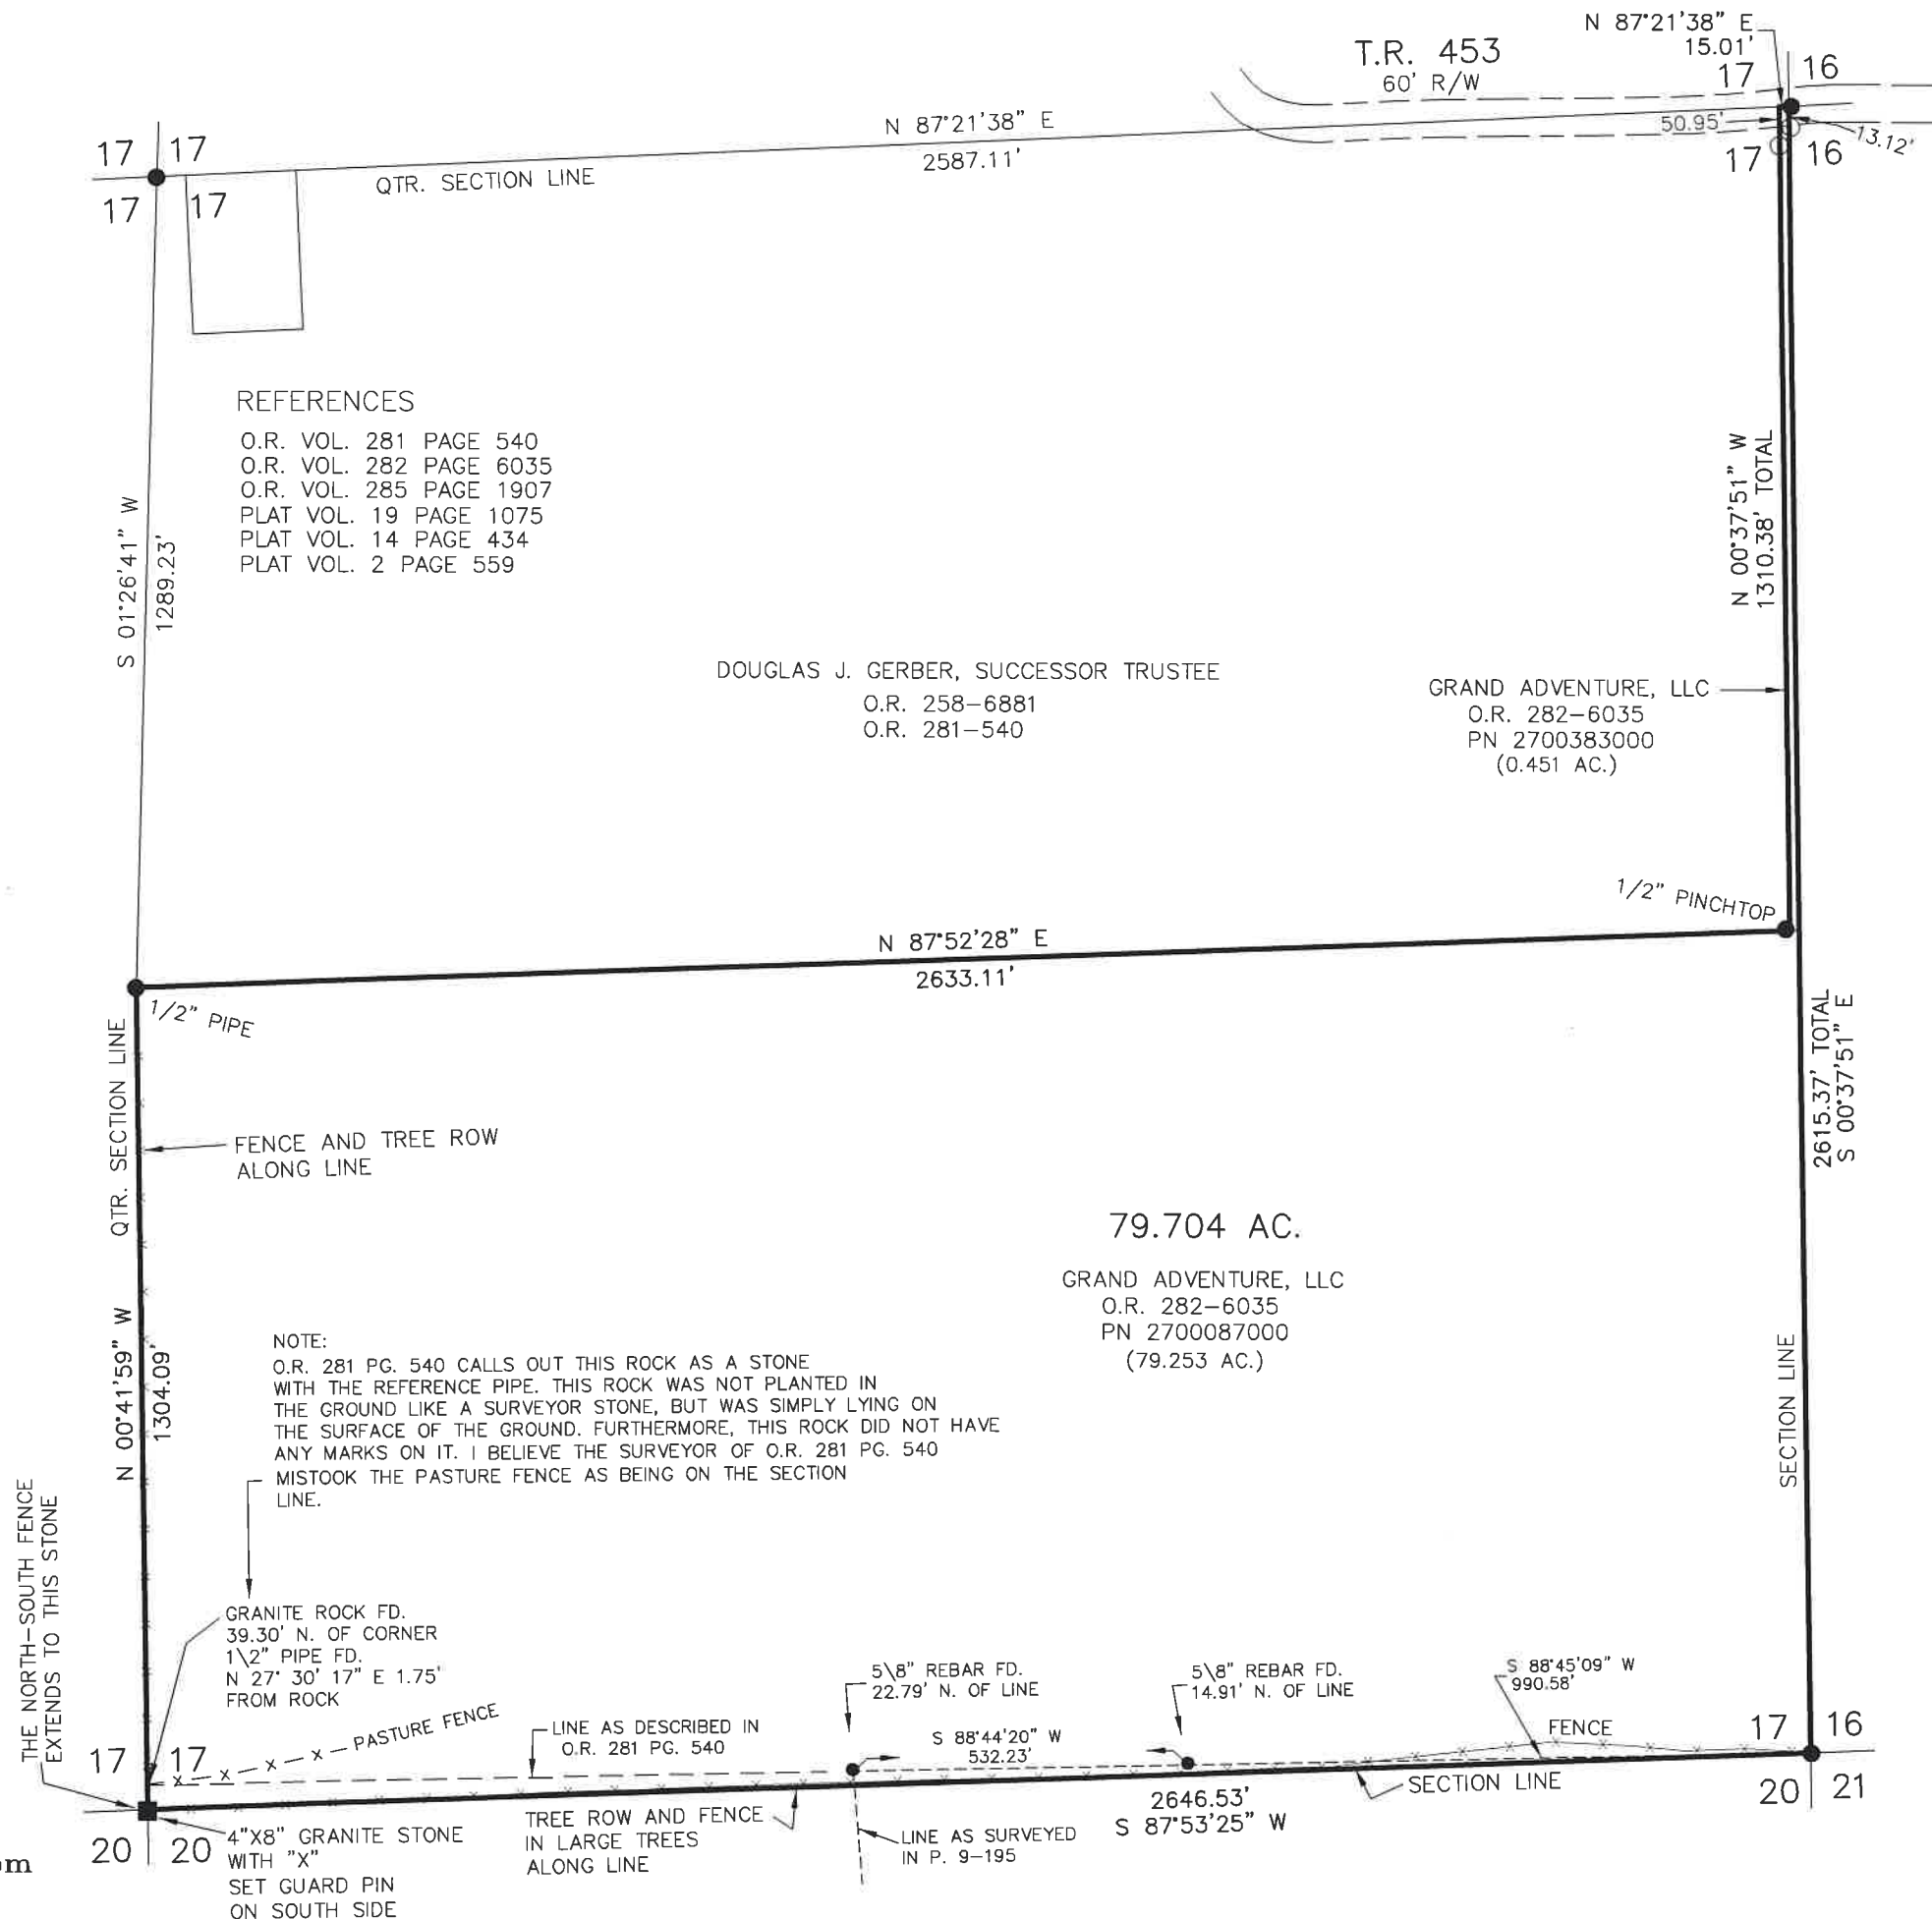 N 87°21'38" E
15.01'
T.R. 453
60' R/W
17 16
N 87°21'38" E
2587.11'
50.95'
13.12'
17 16
17 17
QTR. SECTION LINE
17 17
REFERENCES
O.R. VOL. 281 PAGE 540
O.R. VOL. 282 PAGE 6035
O.R. VOL. 285 PAGE 1907
PLAT VOL. 19 PAGE 1075
PLAT VOL. 14 PAGE 434
PLAT VOL. 2 PAGE 559
S 01°26'41" W
1289.23'
N 00°37'51" W
1310.38' TOTAL
DOUGLAS J. GERBER, SUCCESSOR TRUSTEE
O.R. 258-6881
O.R. 281-540
GRAND ADVENTURE, LLC
O.R. 282-6035
PN 2700383000
(0.451 AC.)
1/2" PINCHTOP
N 87°52'28" E
2633.11'
1/2" PIPE
QTR. SECTION LINE
2615.37' TOTAL
S 00°37'51" E
FENCE AND TREE ROW
ALONG LINE
79.704 AC.
GRAND ADVENTURE, LLC
O.R. 282-6035
PN 2700087000
(79.253 AC.)
N 00°41'59" W
1304.09'
SECTION LINE
NOTE:
O.R. 281 PG. 540 CALLS OUT THIS ROCK AS A STONE
WITH THE REFERENCE PIPE. THIS ROCK WAS NOT PLANTED IN
THE GROUND LIKE A SURVEYOR STONE, BUT WAS SIMPLY LYING ON
THE SURFACE OF THE GROUND. FURTHERMORE, THIS ROCK DID NOT HAVE
ANY MARKS ON IT. I BELIEVE THE SURVEYOR OF O.R. 281 PG. 540
MISTOOK THE PASTURE FENCE AS BEING ON THE SECTION
LINE.
THE NORTH-SOUTH FENCE
EXTENDS TO THIS STONE
GRANITE ROCK FD.
39.30' N. OF CORNER
1\2" PIPE FD.
N 27° 30' 17" E 1.75'
FROM ROCK
5\8" REBAR FD.
22.79' N. OF LINE
5\8" REBAR FD.
14.91' N. OF LINE
S 88°45'09" W
990.58'
PASTURE FENCE
LINE AS DESCRIBED IN
O.R. 281 PG. 540
S 88°44'20" W
532.23'
FENCE
17 16
17 17
SECTION LINE
20 21
2646.53'
S 87°53'25" W
TREE ROW AND FENCE
IN LARGE TREES
ALONG LINE
LINE AS SURVEYED
IN P. 9-195
20 20
4"X8" GRANITE STONE
WITH "X"
SET GUARD PIN
ON SOUTH SIDE